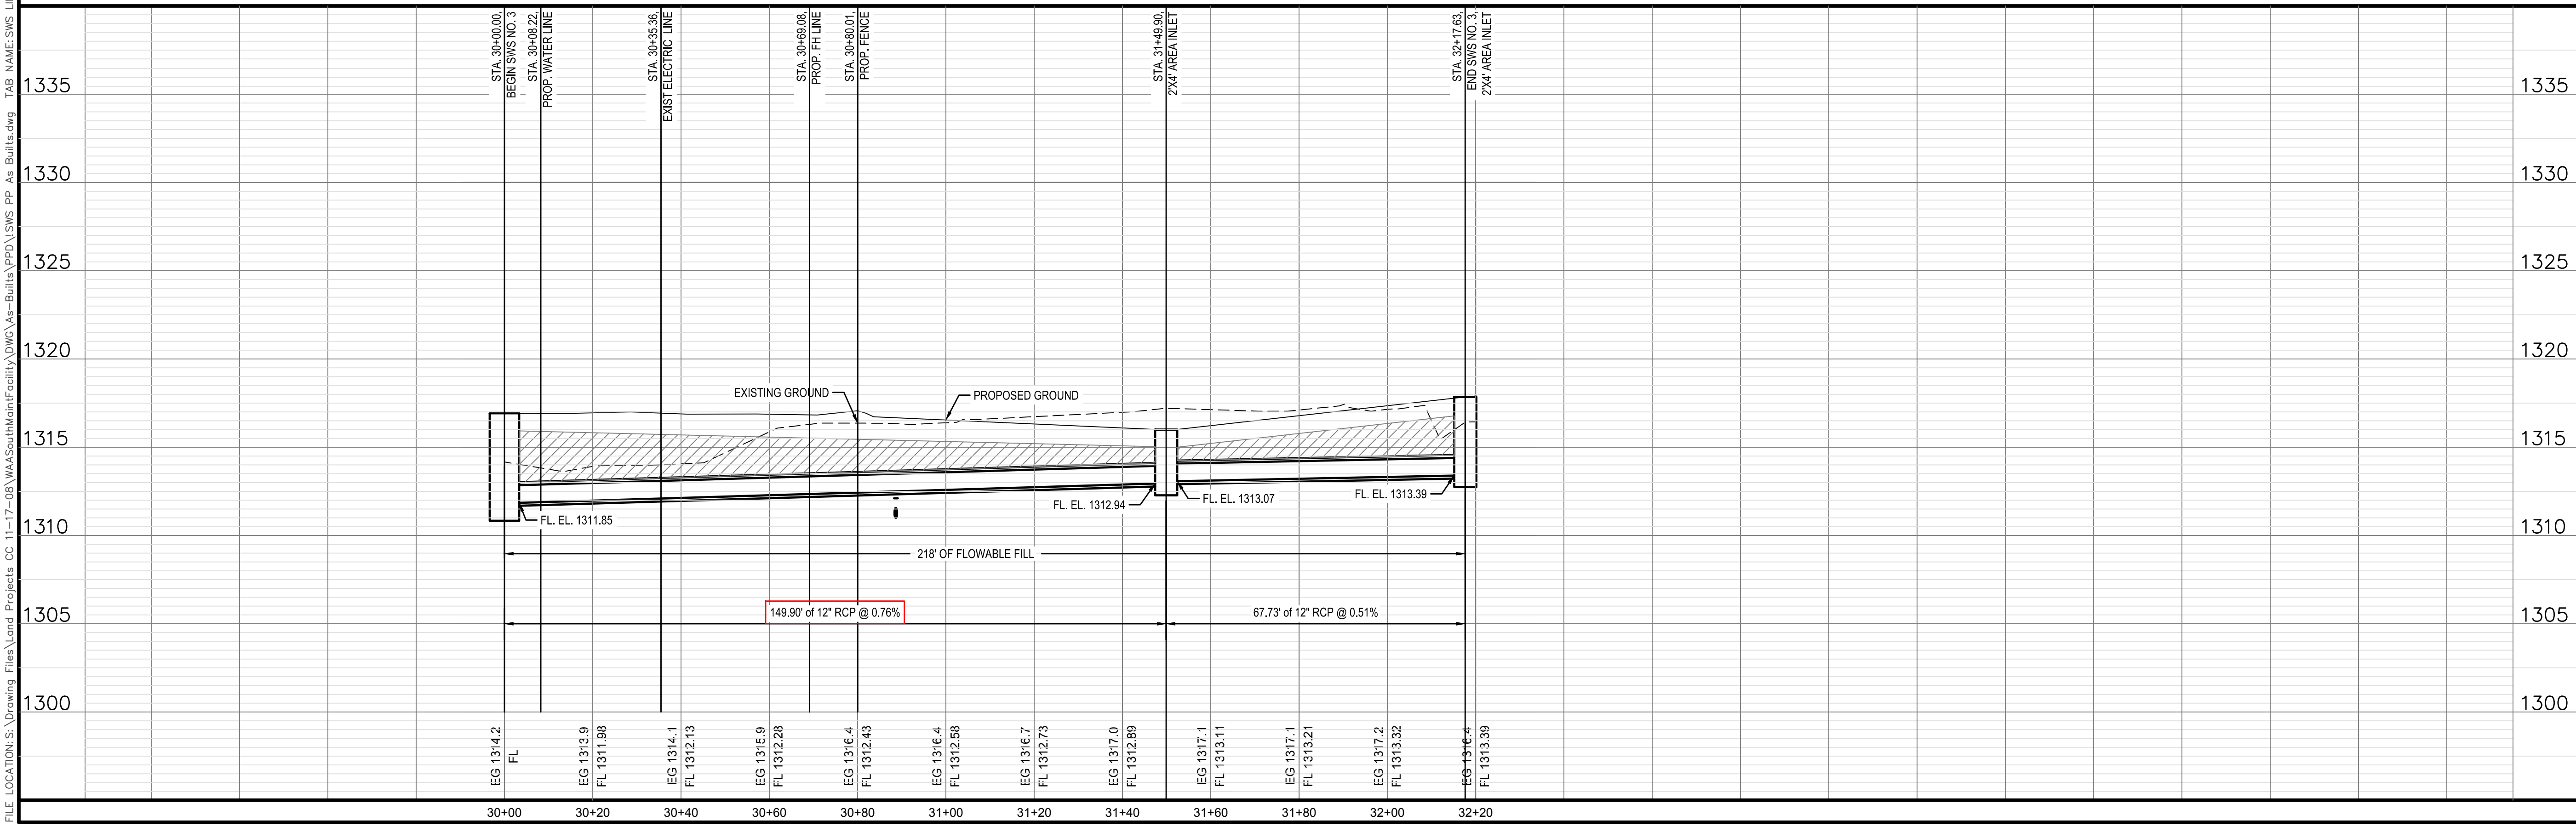 FILE LOCATION: S:\Drawing Files\Land Projects CC 11-17-08\WAASouthMaintFacility\DWG\As-Builts\PPD\!SWS PP As Builts.dwg TAB NAME: SWS
STA. 30+00.00,
BEGIN SWS NO. 3
STA. 30+08.22,
PROP. WATER LINE
STA. 30+35.36,
EXIST ELECTRIC LINE
STA. 30+69.08,
PROP. FH LINE
STA. 30+80.01,
PROP. FENCE
STA. 31+49.90,
2'X4' AREA INLET
STA. 32+17.63,
END SWS NO. 3,
2'X4' AREA INLET
1335 1335
1330 1330
1325 1325
1320 1320
EXISTING GROUND
PROPOSED GROUND
1315 1315
FL. EL. 1311.85
FL. EL. 1312.94
FL. EL. 1313.07
FL. EL. 1313.39
1310 1310
218' OF FLOWABLE FILL
149.90' of 12" RCP @ 0.76%
67.73' of 12" RCP @ 0.51%
1305 1305
1300 1300
EG 1314.2
FL
EG 1313.9
FL 1311.98
EG 1314.1
FL 1312.13
EG 1315.9
FL 1312.28
EG 1316.4
FL 1312.43
EG 1316.4
FL 1312.58
EG 1316.7
FL 1312.73
EG 1317.0
FL 1312.89
EG 1317.1
FL 1313.11
EG 1317.1
FL 1313.21
EG 1317.2
FL 1313.32
EG 1316.4
FL 1313.39
30+00 30+20 30+40 30+60 30+80 31+00 31+20 31+40 31+60 31+80 32+00 32+20